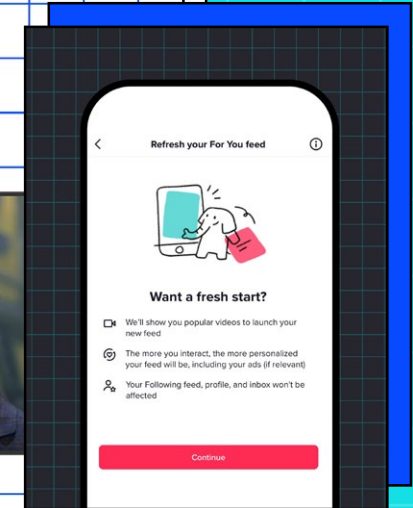 Refresh your For You feed
Want a fresh start?
We'll show you popular videos to launch your
new feed
The more you interact, the more personalized
your feed will be, including your ads (if relevant)
Your Following feed, profile, and inbox won't be
affected
Continue